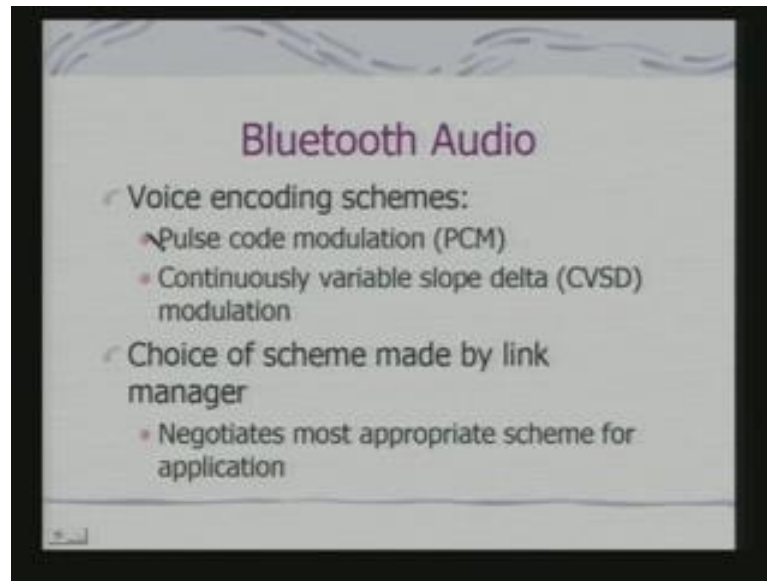 Bluetooth Audio
Voice encoding schemes:
Pulse code modulation (PCM)
Continuously variable slope delta (CVSD)
modulation
Choice of scheme made by link
manager
Negotiates most appropriate scheme for
application